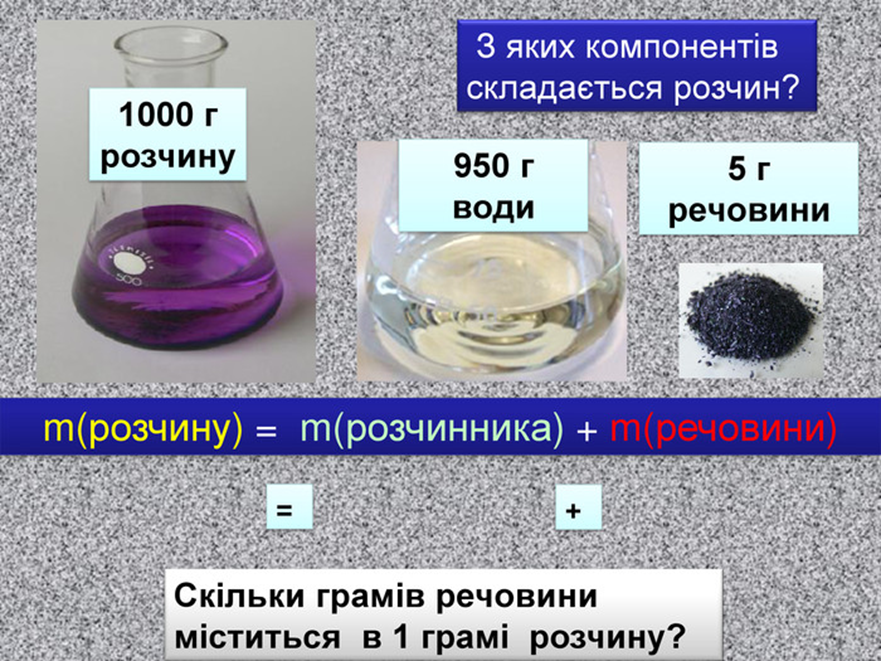 З яких компонентів
складається розчин?
1000 г
розчину
950 г
води
5 г
речовини
500
m(розчину) = m(розчинника) + m(речовини)
= +
Скільки грамів речовини
міститься в 1 грамі розчину?